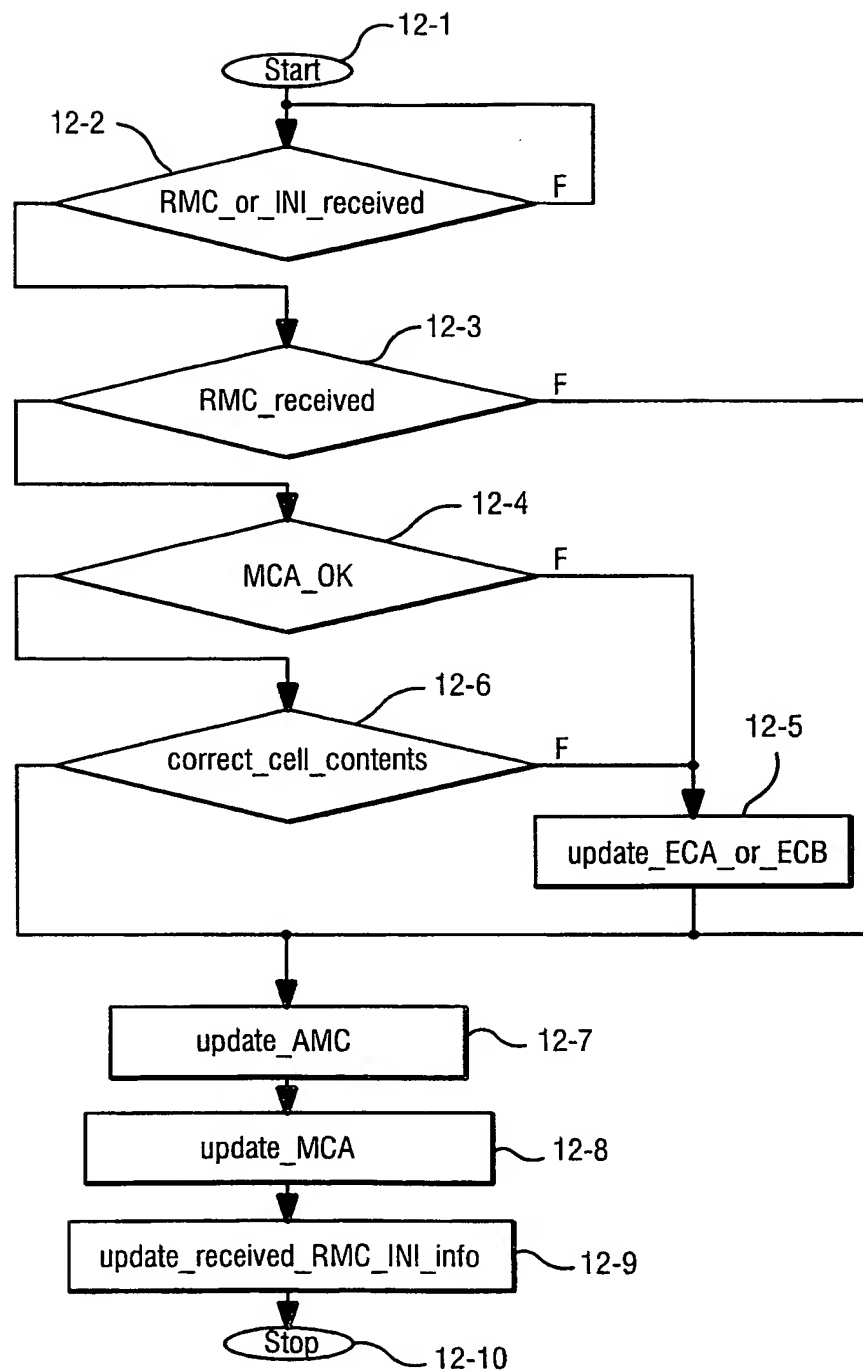 12-1
Start
12-2
RMC_or_INI_received
F
12-3
RMC_received
F
12-4
MCA_OK
F
12-6
correct_cell_contents
F
12-5
update_ECA_or_ECB
update_AMC
12-7
update_MCA
12-8
update_received_RMC_INI_info
12-9
Stop
12-10